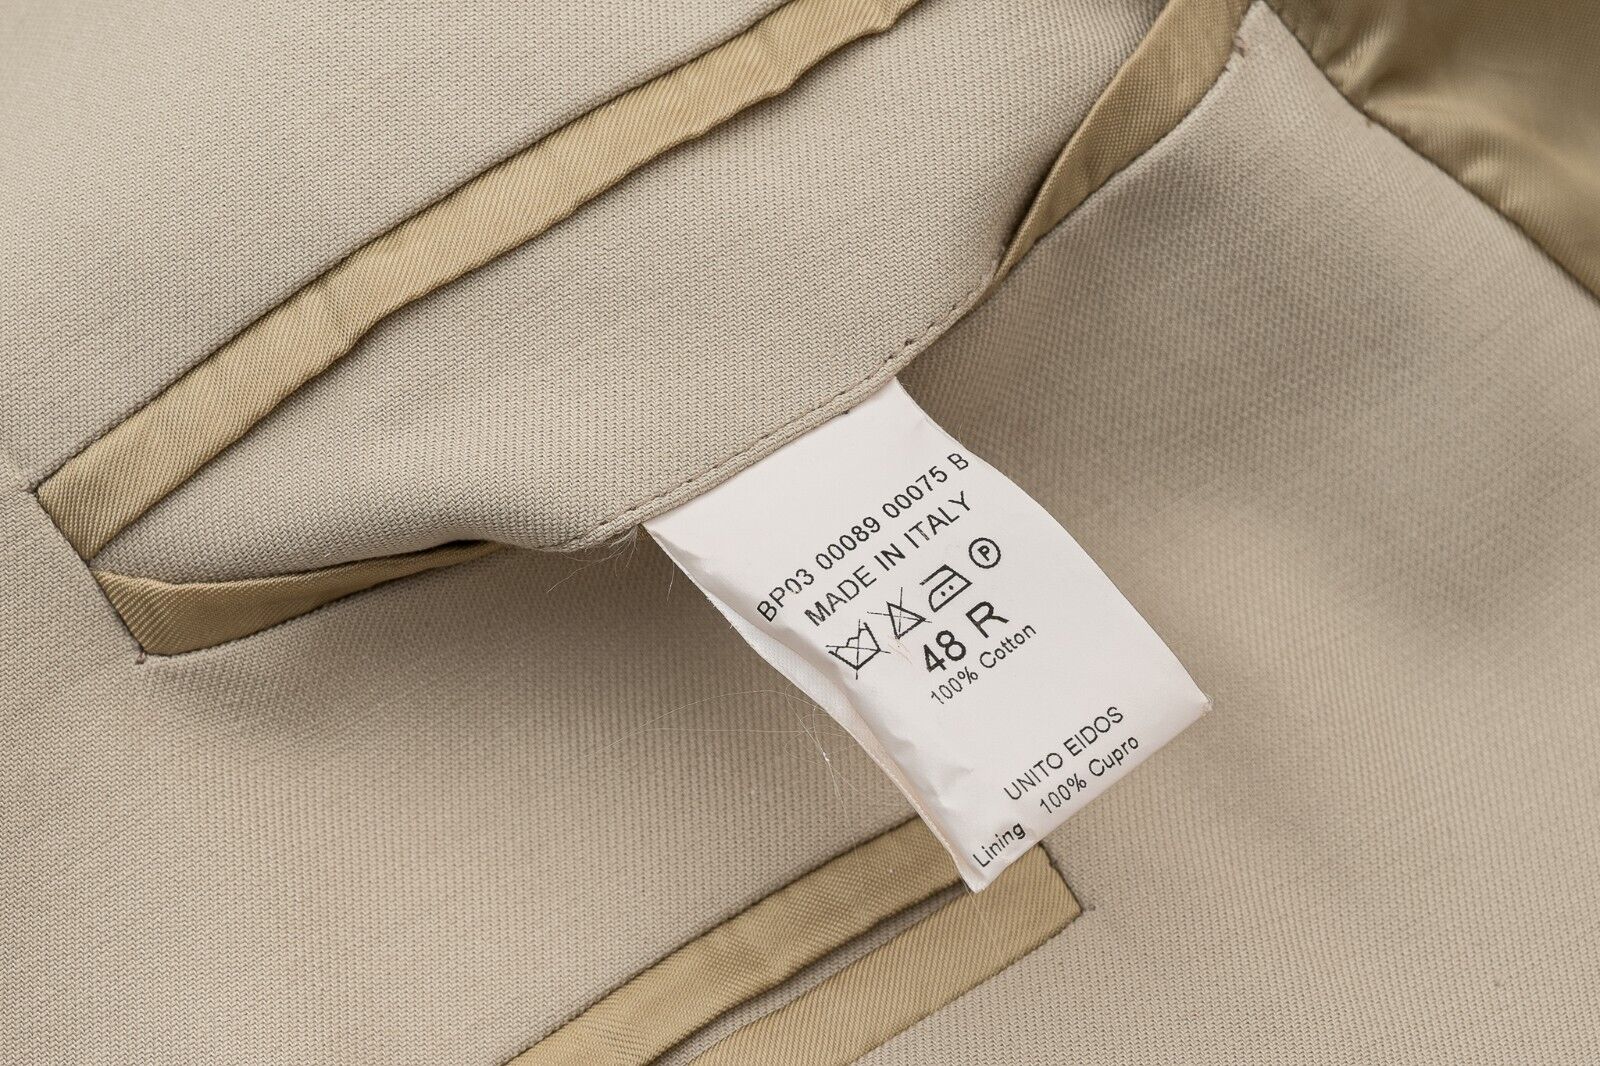 BP03 00089 00075 B
MADE IN ITALY
P
48 R
100% Cotton
UNITO EIDOS
100% Cupro
Lining